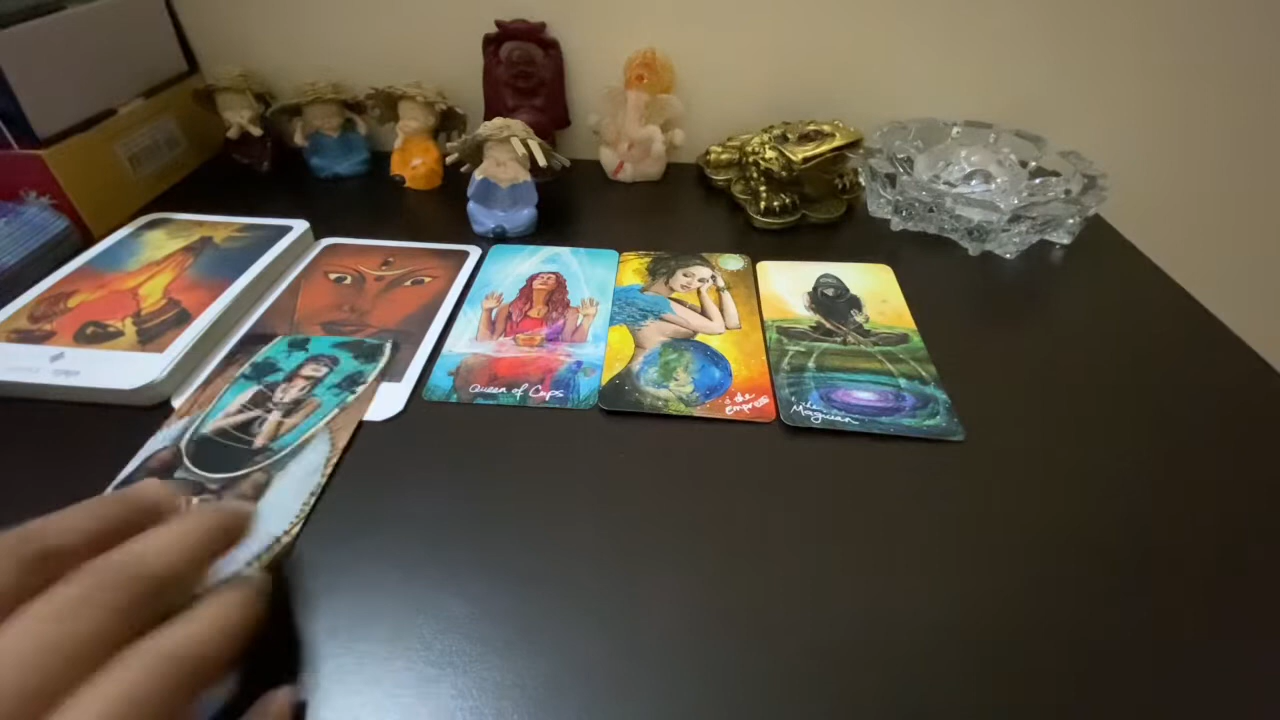 Queen of Cups
the
empress
the
Magician